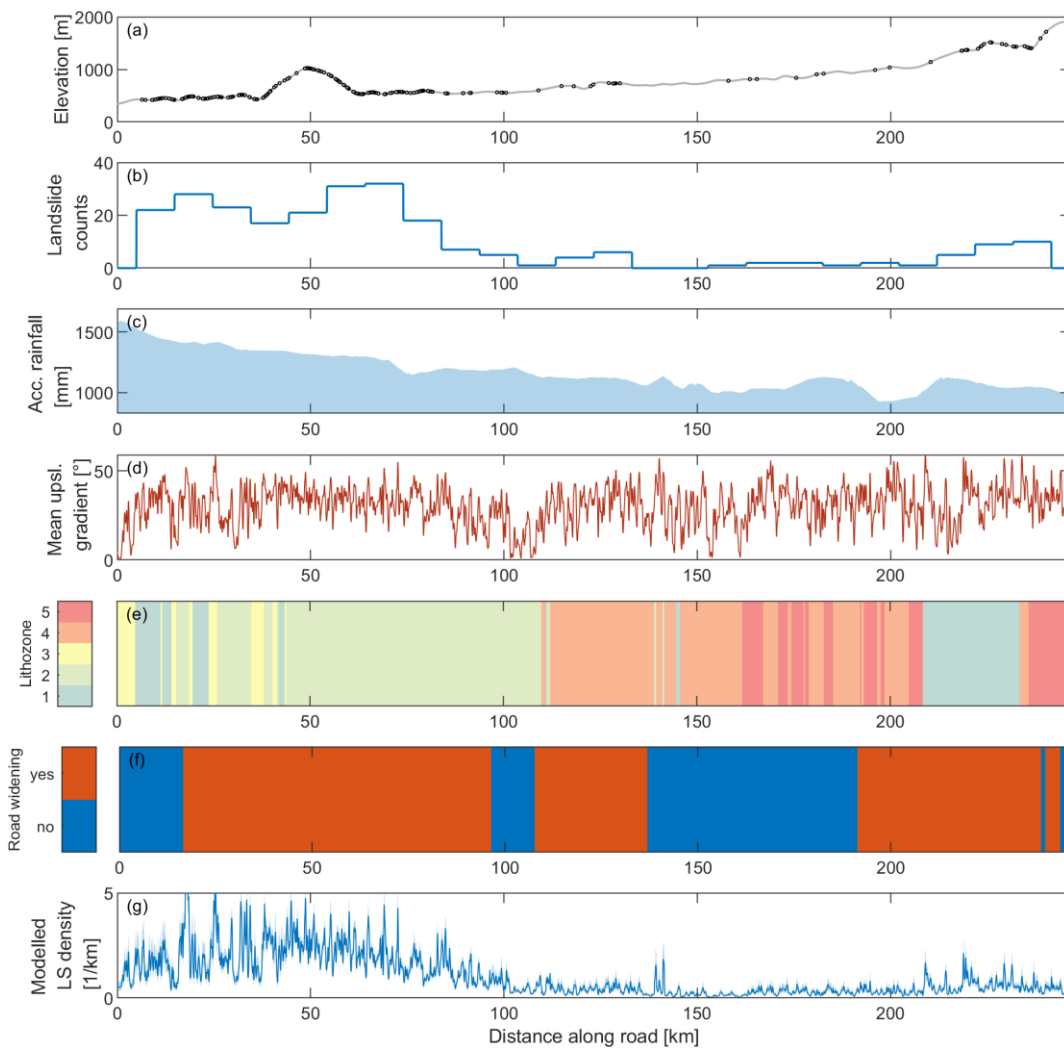 (a)
Elevation [m]
2000
1000
0
0 50 100 150 200
(b)
Landslide
counts
40
20
0
0 50 100 150 200
(c)
Acc. rainfall
[mm]
1500
1000
0 50 100 150 200
(d)
Mean upsl.
gradient [°]
50
0
0 50 100 150 200
(e)
Lithozone
5
4
3
2
1
0 50 100 150 200
(f)
Road widening
yes
no
0 50 100 150 200
(g)
Modelled
LS density
[1/km]
5
0
0 50 100 150 200
Distance along road [km]